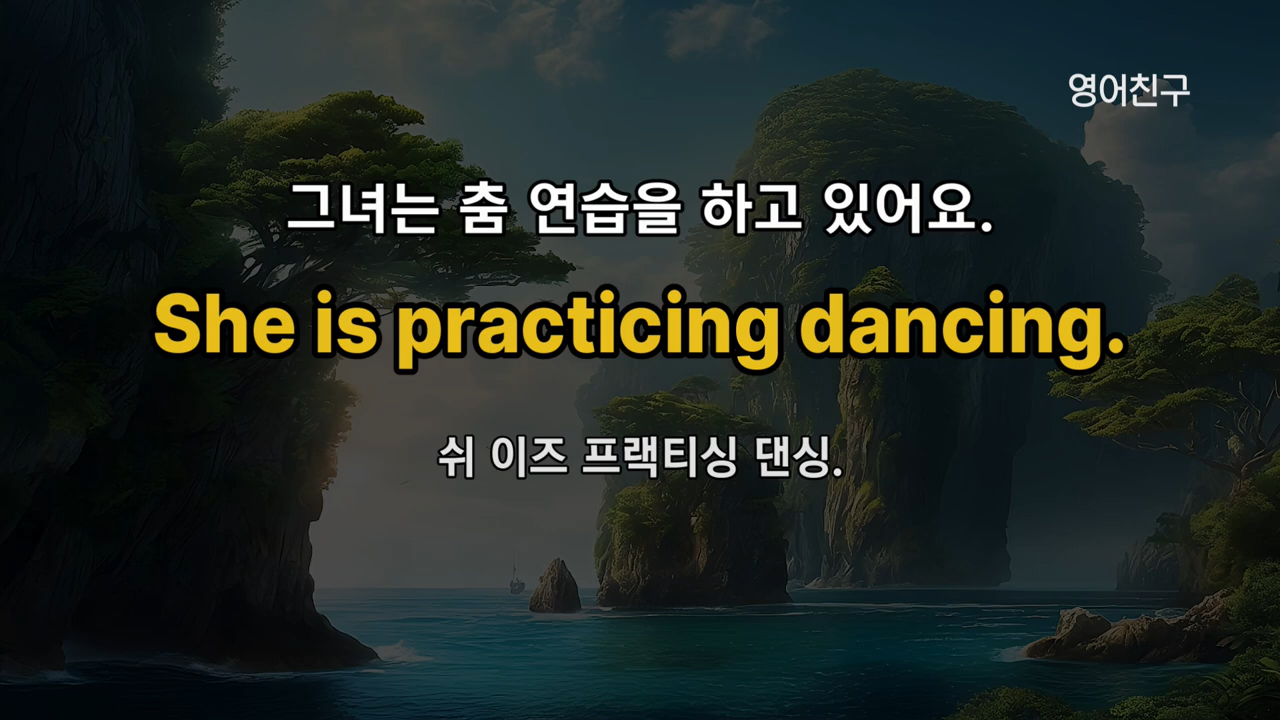 영어친구
그녀는 춤 연습을 하고 있어요.
She is practicing dancing.
쉬 이즈 프랙티싱 댄싱.